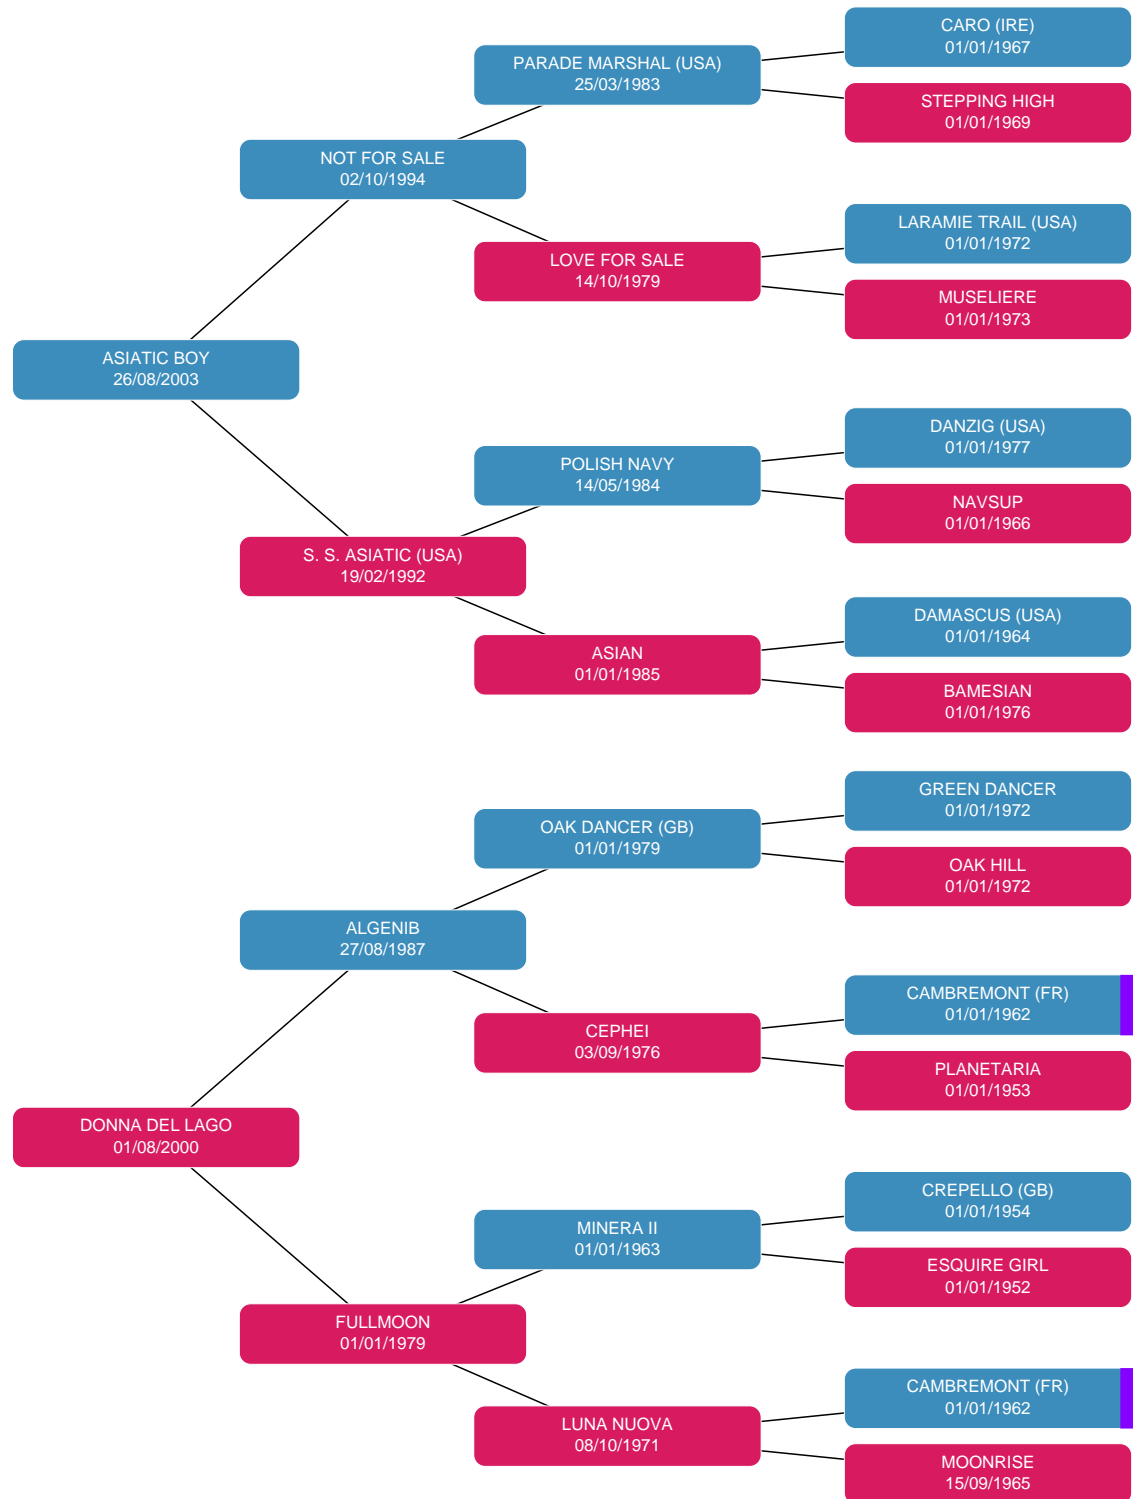 CARO (IRE)
01/01/1967
PARADE MARSHAL (USA)
25/03/1983
STEPPING HIGH
01/01/1969
NOT FOR SALE
02/10/1994
LARAMIE TRAIL (USA)
01/01/1972
LOVE FOR SALE
14/10/1979
MUSELIERE
01/01/1973
ASIATIC BOY
26/08/2003
DANZIG (USA)
01/01/1977
POLISH NAVY
14/05/1984
NAVSUP
01/01/1966
S. S. ASIATIC (USA)
19/02/1992
DAMASCUS (USA)
01/01/1964
ASIAN
01/01/1985
BAMESIAN
01/01/1976
GREEN DANCER
01/01/1972
OAK DANCER (GB)
01/01/1979
OAK HILL
01/01/1972
ALGENIB
27/08/1987
CAMBREMONT (FR)
01/01/1962
CEPHEI
03/09/1976
PLANETARIA
01/01/1953
DONNA DEL LAGO
01/08/2000
CREPELLO (GB)
01/01/1954
MINERA II
01/01/1963
ESQUIRE GIRL
01/01/1952
FULLMOON
01/01/1979
CAMBREMONT (FR)
01/01/1962
LUNA NUOVA
08/10/1971
MOONRISE
15/09/1965